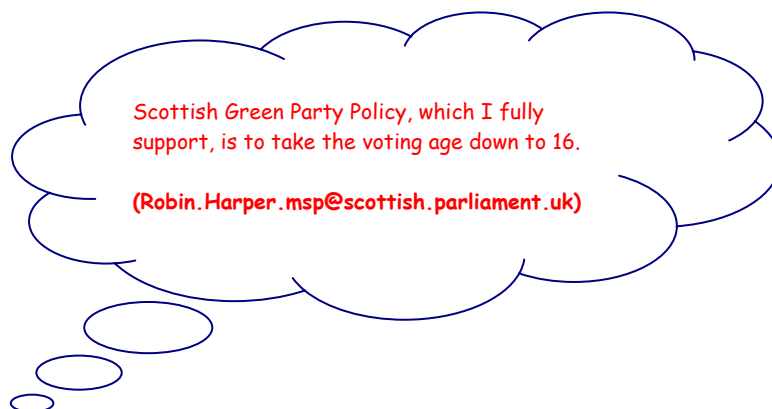 Scottish Green Party Policy, which I fully
support, is to take the voting age down to 16.
(Robin.Harper.msp@scottish.parliament.uk)